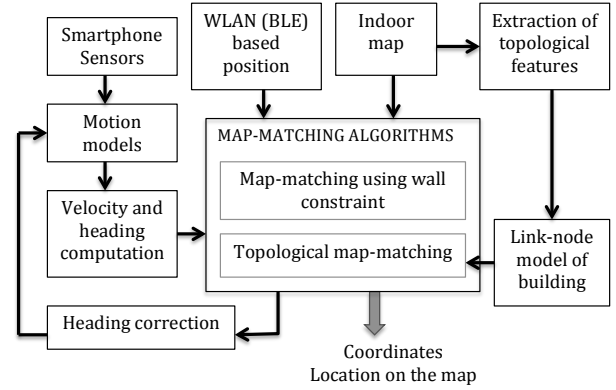 Smartphone
Sensors
WLAN (BLE)
based
position
Indoor
map
Extraction of
topological
features
Motion
models
MAP-MATCHING ALGORITHMS
Map-matching using wall
constraint
Velocity and
heading
computation
Topological map-matching
Link-node
model of
building
Heading correction
Coordinates
Location on the map